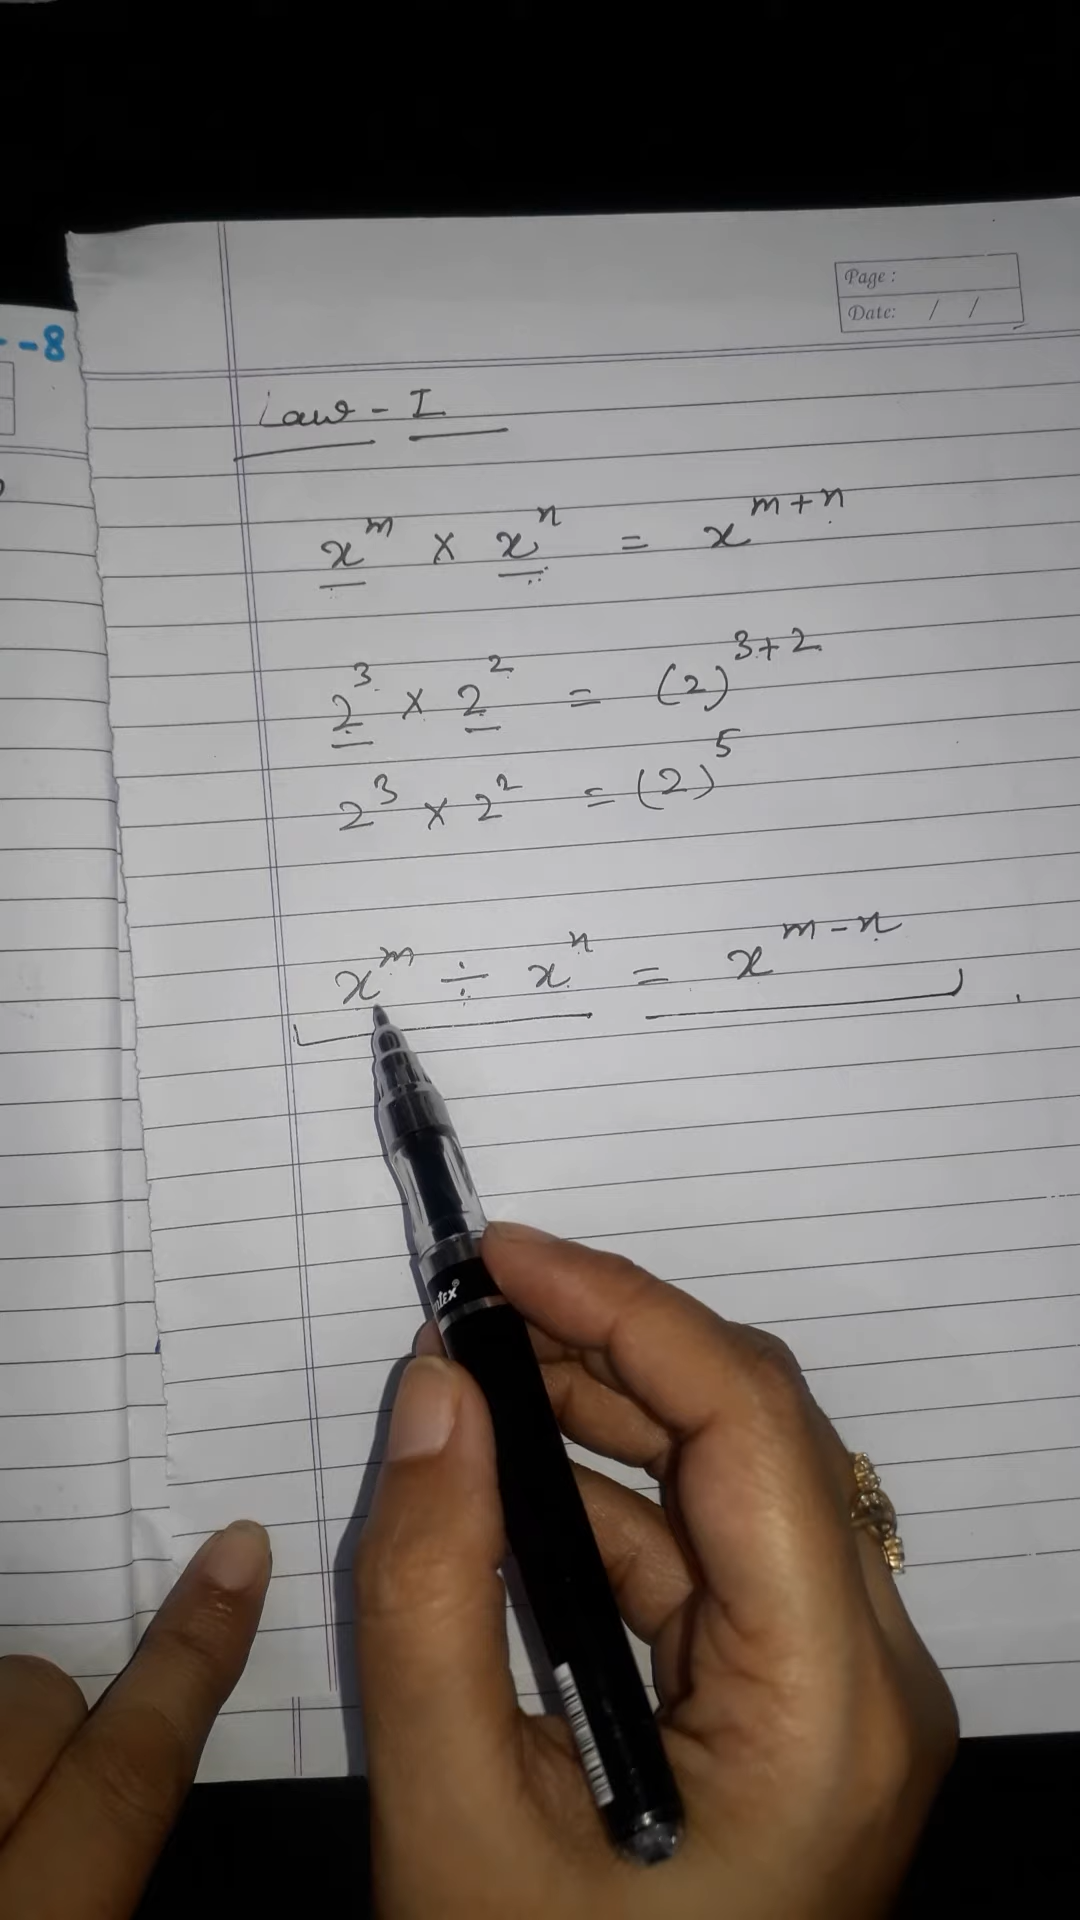 Page :
Date: / /
--8
Law - I
x^m × x^n = x^(m+n)
2^3 × 2^2 = (2)^(3+2)
2^3 × 2^2 = (2)^5
x^m ÷ x^n = x^(m-n)